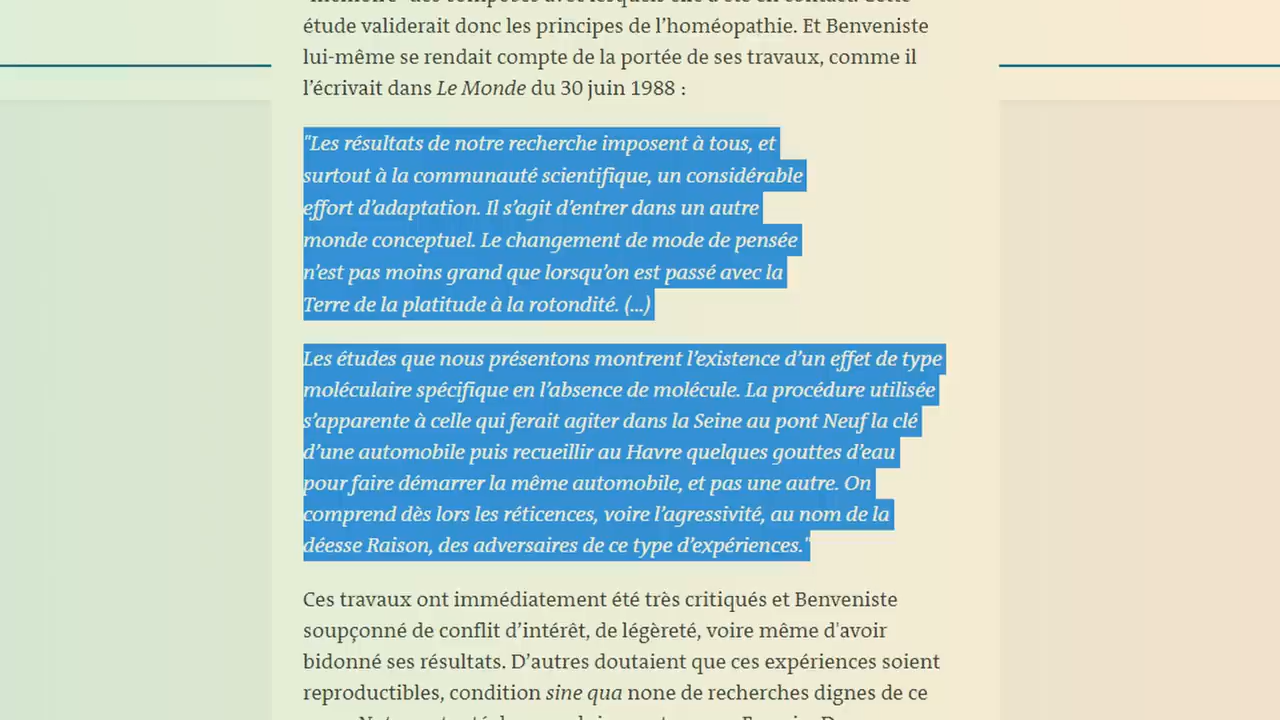 étude validerait donc les principes de l’homéopathie. Et Benveniste
lui-même se rendait compte de la portée de ses travaux, comme il
l’écrivait dans Le Monde du 30 juin 1988 :
"Les résultats de notre recherche imposent à tous, et
surtout à la communauté scientifique, un considérable
effort d’adaptation. Il s’agit d’entrer dans un autre
monde conceptuel. Le changement de mode de pensée
n’est pas moins grand que lorsqu’on est passé avec la
Terre de la platitude à la rotondité. (...)
Les études que nous présentons montrent l’existence d’un effet de type
moléculaire spécifique en l’absence de molécule. La procédure utilisée
s’apparente à celle qui ferait agiter dans la Seine au pont Neuf la clé
d’une automobile puis recueillir au Havre quelques gouttes d’eau
pour faire démarrer la même automobile, et pas une autre. On
comprend dès lors les réticences, voire l’agressivité, au nom de la
déesse Raison, des adversaires de ce type d’expériences."
Ces travaux ont immédiatement été très critiqués et Benveniste
soupçonné de conflit d’intérêt, de légèreté, voire même d'avoir
bidonné ses résultats. D’autres doutaient que ces expériences soient
reproductibles, condition sine qua none de recherches dignes de ce